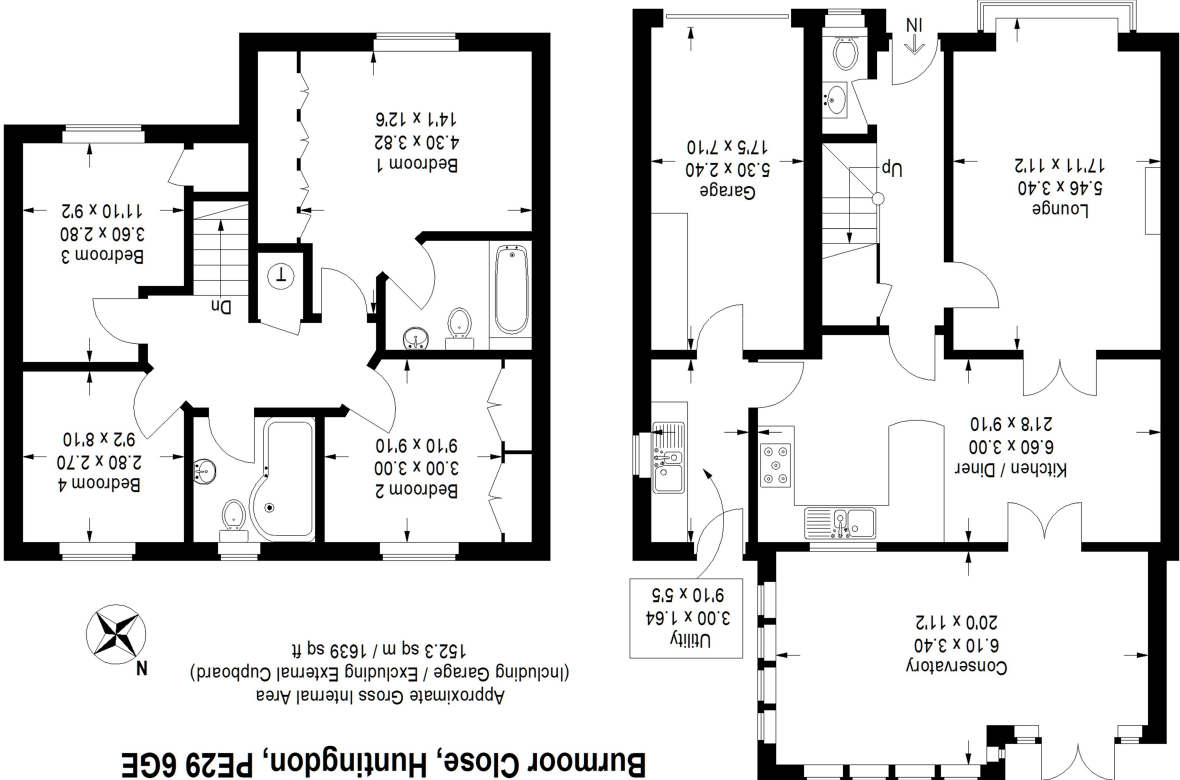 Burmoor Close, Huntingdon, PE29 6GE
Approximate Gross Internal Area
(Including Garage / Excluding External Cupboard)
152.3 sq m / 1639 sq ft
N
Conservatory
6.10 x 3.40
20'0 x 11'2
Utility
3.00 x 1.64
9'10 x 5'5
Kitchen / Diner
6.60 x 3.00
21'8 x 9'10
Lounge
5.46 x 3.40
17'11 x 11'2
Up
Garage
5.30 x 2.40
17'5 x 7'10
IN
Bedroom 2
3.00 x 3.00
9'10 x 9'10
Bedroom 4
2.80 x 2.70
9'2 x 8'10
Dn
T
Bedroom 3
3.60 x 2.80
11'10 x 9'2
Bedroom 1
4.30 x 3.82
14'1 x 12'6